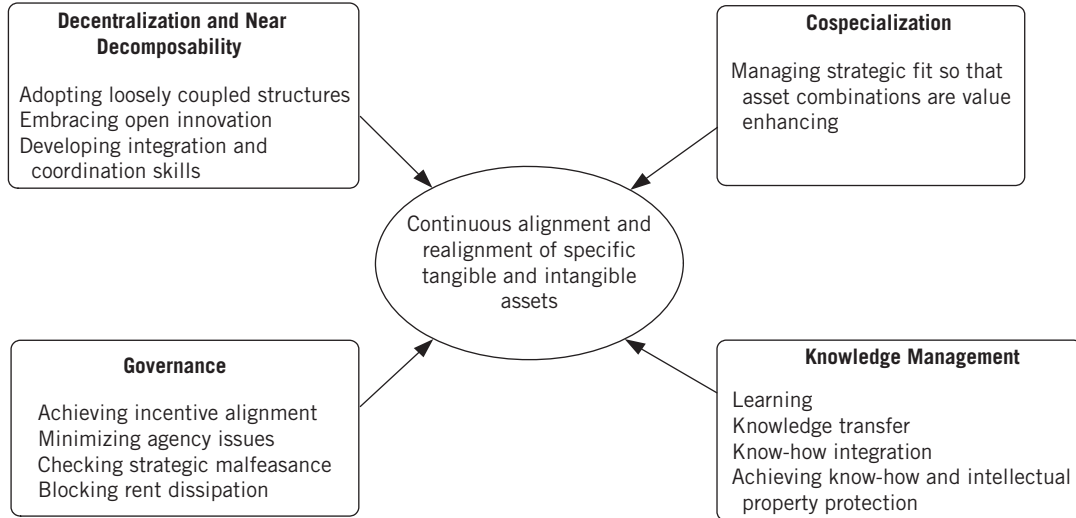 Decentralization and Near
Decomposability
Adopting loosely coupled structures
Embracing open innovation
Developing integration and
coordination skills
Cospecialization
Managing strategic fit so that
asset combinations are value
enhancing
Continuous alignment and
realignment of specific
tangible and intangible
assets
Governance
Achieving incentive alignment
Minimizing agency issues
Checking strategic malfeasance
Blocking rent dissipation
Knowledge Management
Learning
Knowledge transfer
Know-how integration
Achieving know-how and intellectual
property protection